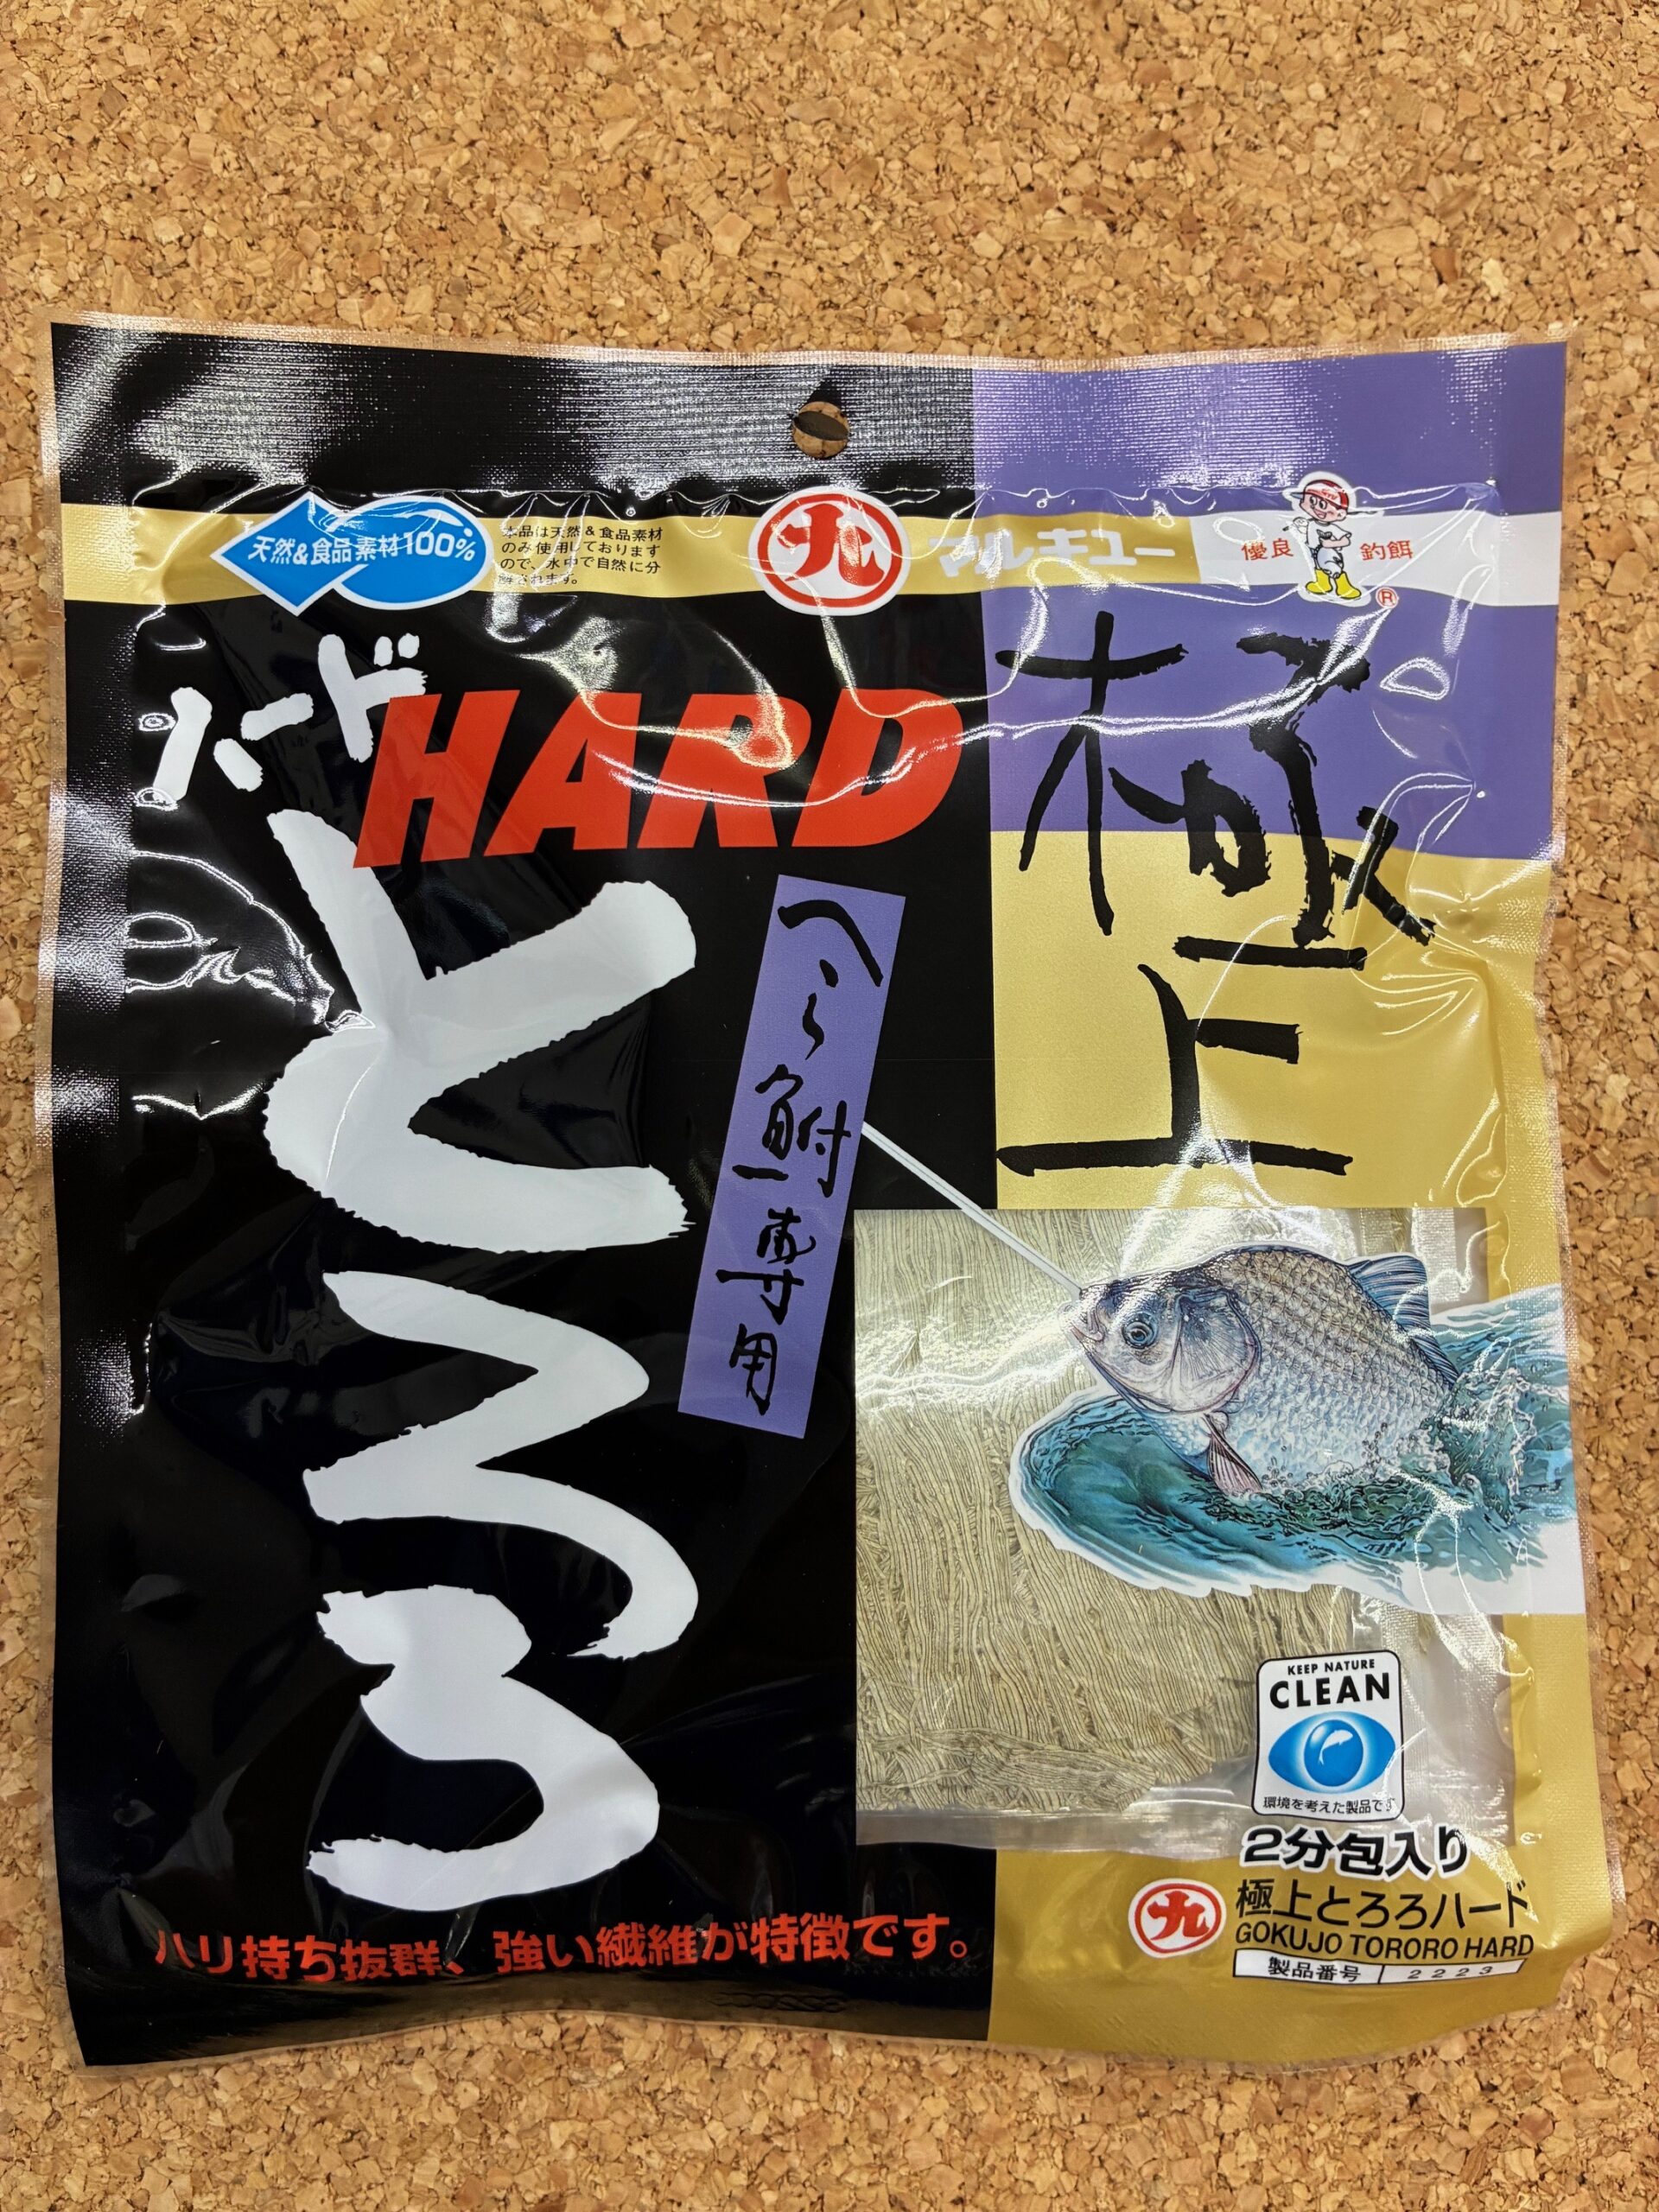 天然&食品素材100%
本品は天然&食品素材
のみ使用しております
ので、水中で自然に分
解されます。
九
マルキュー
優良
釣餌
®
ハード
HARD
極上
とろろ
へら鮒専用
KEEP NATURE
CLEAN
環境を考えた製品です
2分包入り
九
極上とろろハード
GOKUJO TORORO HARD
製品番号 2223
ハリ持ち抜群、強い繊維が特徴です。